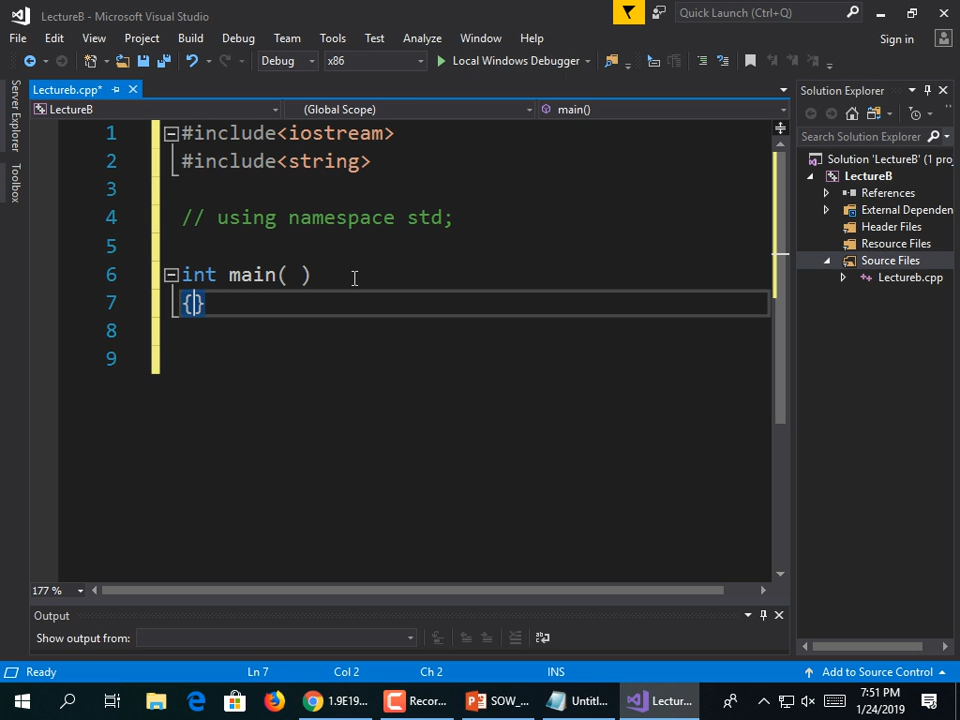 LectureB - Microsoft Visual Studio
Quick Launch (Ctrl+Q)
File Edit View Project Build Debug Team Tools Test Analyze Window Help
Sign in
Debug x86 Local Windows Debugger
Server Explorer
Toolbox
Lectureb.cpp*
LectureB (Global Scope) main()
1 #include<iostream>
2 #include<string>
3
4 // using namespace std;
5
6 int main( )
7 {}
8
9
177 %
Output
Show output from:
Solution Explorer
Search Solution Explorer
Solution 'LectureB' (1 proj
LectureB
References
External Dependen
Header Files
Resource Files
Source Files
Lectureb.cpp
Ready Ln 7 Col 2 Ch 2 INS Add to Source Control
1.9E19... Recor... SOW_... Untitl... Lectur...
7:51 PM
1/24/2019